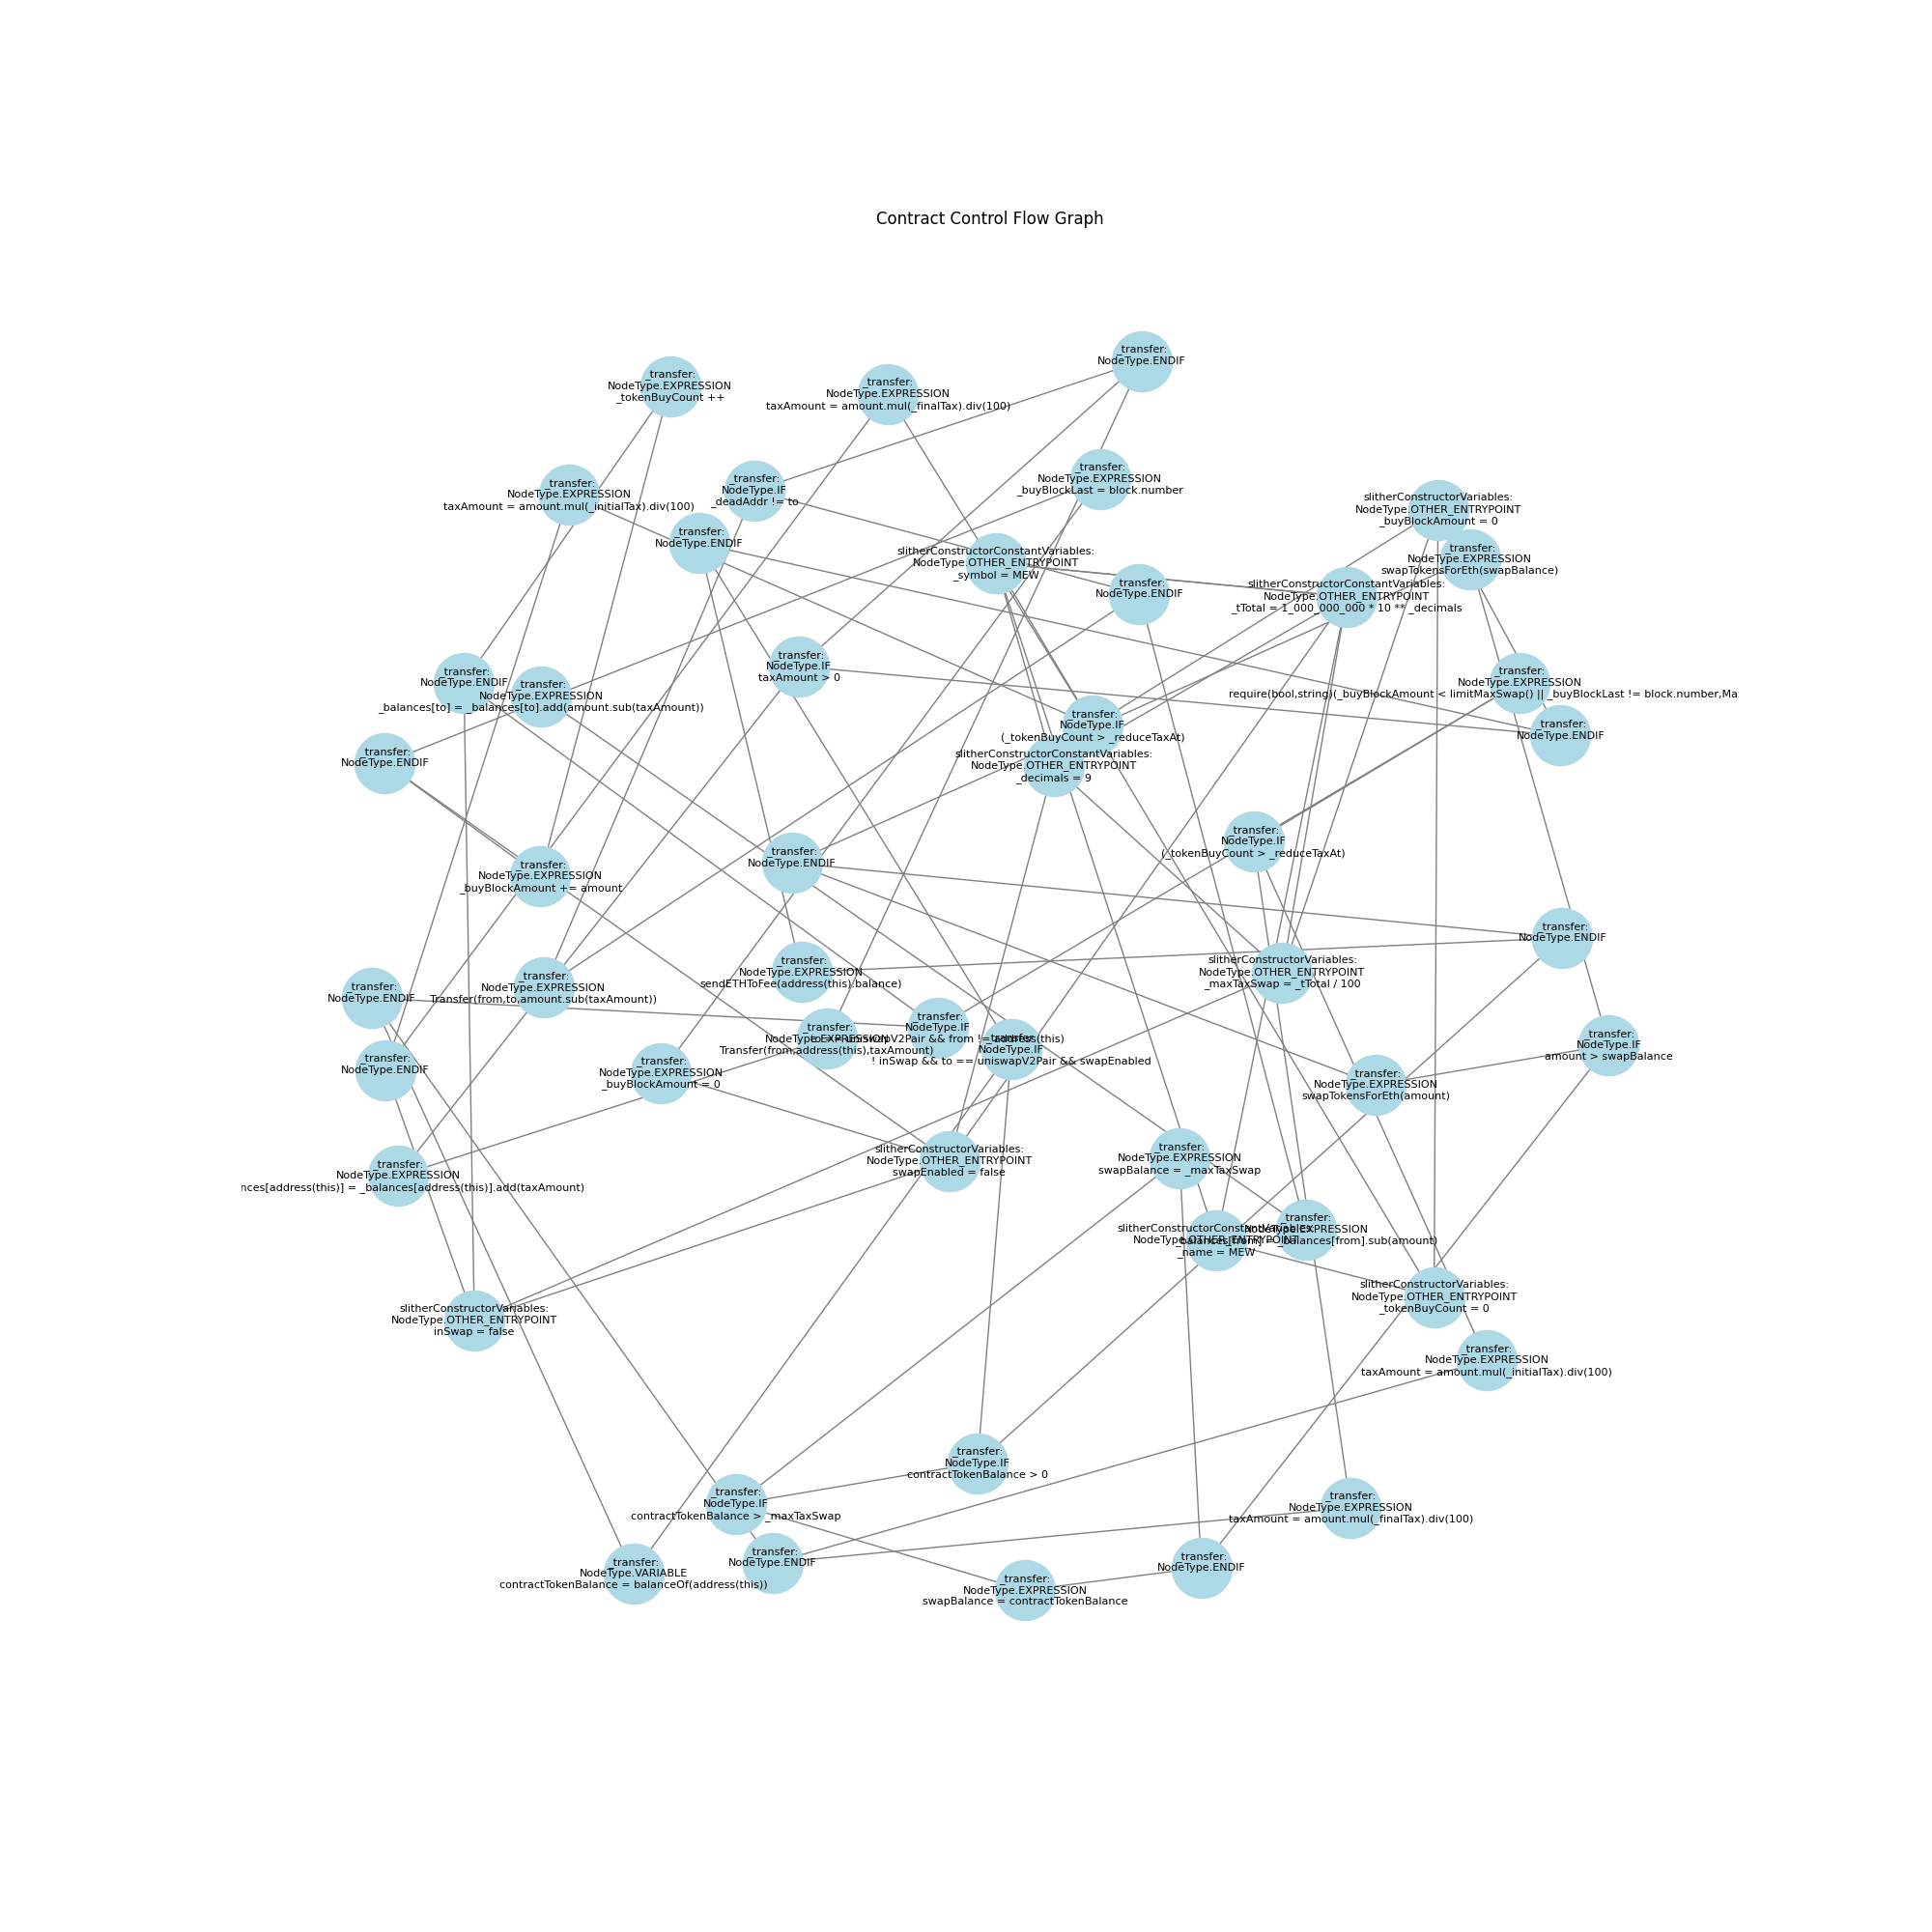 Contract Control Flow Graph
_transfer:
NodeType.ENDIF
_transfer:
NodeType.EXPRESSION
_tokenBuyCount ++
_transfer:
NodeType.EXPRESSION
taxAmount = amount.mul(_finalTax).div(100)
_transfer:
NodeType.EXPRESSION
_buyBlockLast = block.number
_transfer:
NodeType.IF
_deadAddr != to
_transfer:
NodeType.EXPRESSION
taxAmount = amount.mul(_initialTax).div(100)
slitherConstructorVariables:
NodeType.OTHER_ENTRYPOINT
_buyBlockAmount = 0
_transfer:
NodeType.ENDIF
slitherConstructorConstantVariables:
NodeType.OTHER_ENTRYPOINT
_symbol = MEW
_transfer:
NodeType.EXPRESSION
swapTokensForEth(swapBalance)
_transfer:
NodeType.ENDIF
slitherConstructorConstantVariables:
NodeType.OTHER_ENTRYPOINT
_tTotal = 1_000_000_000 * 10 ** _decimals
_transfer:
NodeType.IF
taxAmount > 0
_transfer:
NodeType.ENDIF
_transfer:
NodeType.EXPRESSION
_balances[to] = _balances[to].add(amount.sub(taxAmount))
_transfer:
NodeType.EXPRESSION
require(bool,string)(_buyBlockAmount < limitMaxSwap() || _buyBlockLast != block.number,Ma
_transfer:
NodeType.IF
(_tokenBuyCount > _reduceTaxAt)
_transfer:
NodeType.ENDIF
_transfer:
NodeType.ENDIF
slitherConstructorConstantVariables:
NodeType.OTHER_ENTRYPOINT
_decimals = 9
_transfer:
NodeType.IF
(_tokenBuyCount > _reduceTaxAt)
_transfer:
NodeType.ENDIF
_transfer:
NodeType.EXPRESSION
_buyBlockAmount += amount
_transfer:
NodeType.ENDIF
_transfer:
NodeType.EXPRESSION
sendETHToFee(address(this).balance)
slitherConstructorVariables:
NodeType.OTHER_ENTRYPOINT
_maxTaxSwap = _tTotal / 100
_transfer:
NodeType.EXPRESSION
Transfer(from,to,amount.sub(taxAmount))
_transfer:
NodeType.ENDIF
_transfer:
NodeType.IF
uniswapV2Pair && from != address(this)
_transfer:
NodeType.EXPRESSION
Transfer(from,address(this),taxAmount)
_transfer:
NodeType.IF
! inSwap && to == uniswapV2Pair && swapEnabled
_transfer:
NodeType.IF
amount > swapBalance
_transfer:
NodeType.ENDIF
_transfer:
NodeType.EXPRESSION
_buyBlockAmount = 0
_transfer:
NodeType.EXPRESSION
swapTokensForEth(amount)
slitherConstructorVariables:
NodeType.OTHER_ENTRYPOINT
swapEnabled = false
_transfer:
NodeType.EXPRESSION
swapBalance = _maxTaxSwap
_transfer:
NodeType.EXPRESSION
nces[address(this)] = _balances[address(this)].add(taxAmount)
_transfer:
NodeType.EXPRESSION
_balances[from] = _balances[from].sub(amount)
slitherConstructorConstantVariables:
NodeType.OTHER_ENTRYPOINT
_name = MEW
slitherConstructorVariables:
NodeType.OTHER_ENTRYPOINT
_tokenBuyCount = 0
slitherConstructorVariables:
NodeType.OTHER_ENTRYPOINT
inSwap = false
_transfer:
NodeType.EXPRESSION
taxAmount = amount.mul(_initialTax).div(100)
_transfer:
NodeType.IF
contractTokenBalance > 0
_transfer:
NodeType.IF
contractTokenBalance > _maxTaxSwap
_transfer:
NodeType.EXPRESSION
taxAmount = amount.mul(_finalTax).div(100)
_transfer:
NodeType.ENDIF
_transfer:
NodeType.VARIABLE
contractTokenBalance = balanceOf(address(this))
_transfer:
NodeType.ENDIF
_transfer:
NodeType.EXPRESSION
swapBalance = contractTokenBalance